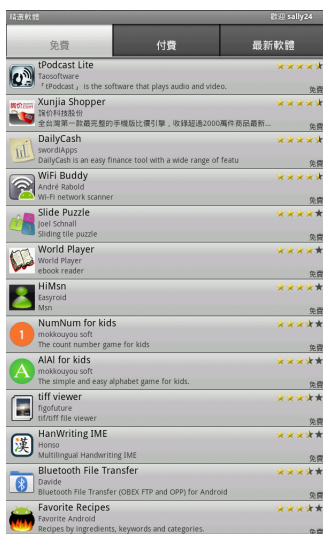 精選軟體 歡迎 sally24
免費 付費 最新軟體
tPodcast Lite
Taosoftware
「tPodcast」 is the software that plays audio and video.
免費
Xunjia Shopper
詢價科技股份
全台灣第一款最完整的手機版比價引擎，收錄超過2000萬件商品最新...
免費
DailyCash
swordiApps
DailyCash is an easy finance tool with a wide range of featu
免費
WiFi Buddy
André Rabold
Wi-Fi network scanner
免費
Slide Puzzle
Joel Schnall
Sliding tile puzzle
免費
World Player
World Player
ebook reader
免費
HiMsn
Easyroid
Msn
免費
1
NumNum for kids
mokkouyou soft
The count number game for kids
免費
A
AlAl for kids
mokkouyou soft
The simple and easy alphabet game for kids.
免費
tiff viewer
figofuture
tif/tiff file viewer
免費
漢
HanWriting IME
Honso
Multilingual Handwriting IME
免費
Bluetooth File Transfer
Davide
Bluetooth File Transfer (OBEX FTP and OPP) for Android
免費
Favorite Recipes
Favorite Android
Recipes by ingredients, keywords and categories.
免費